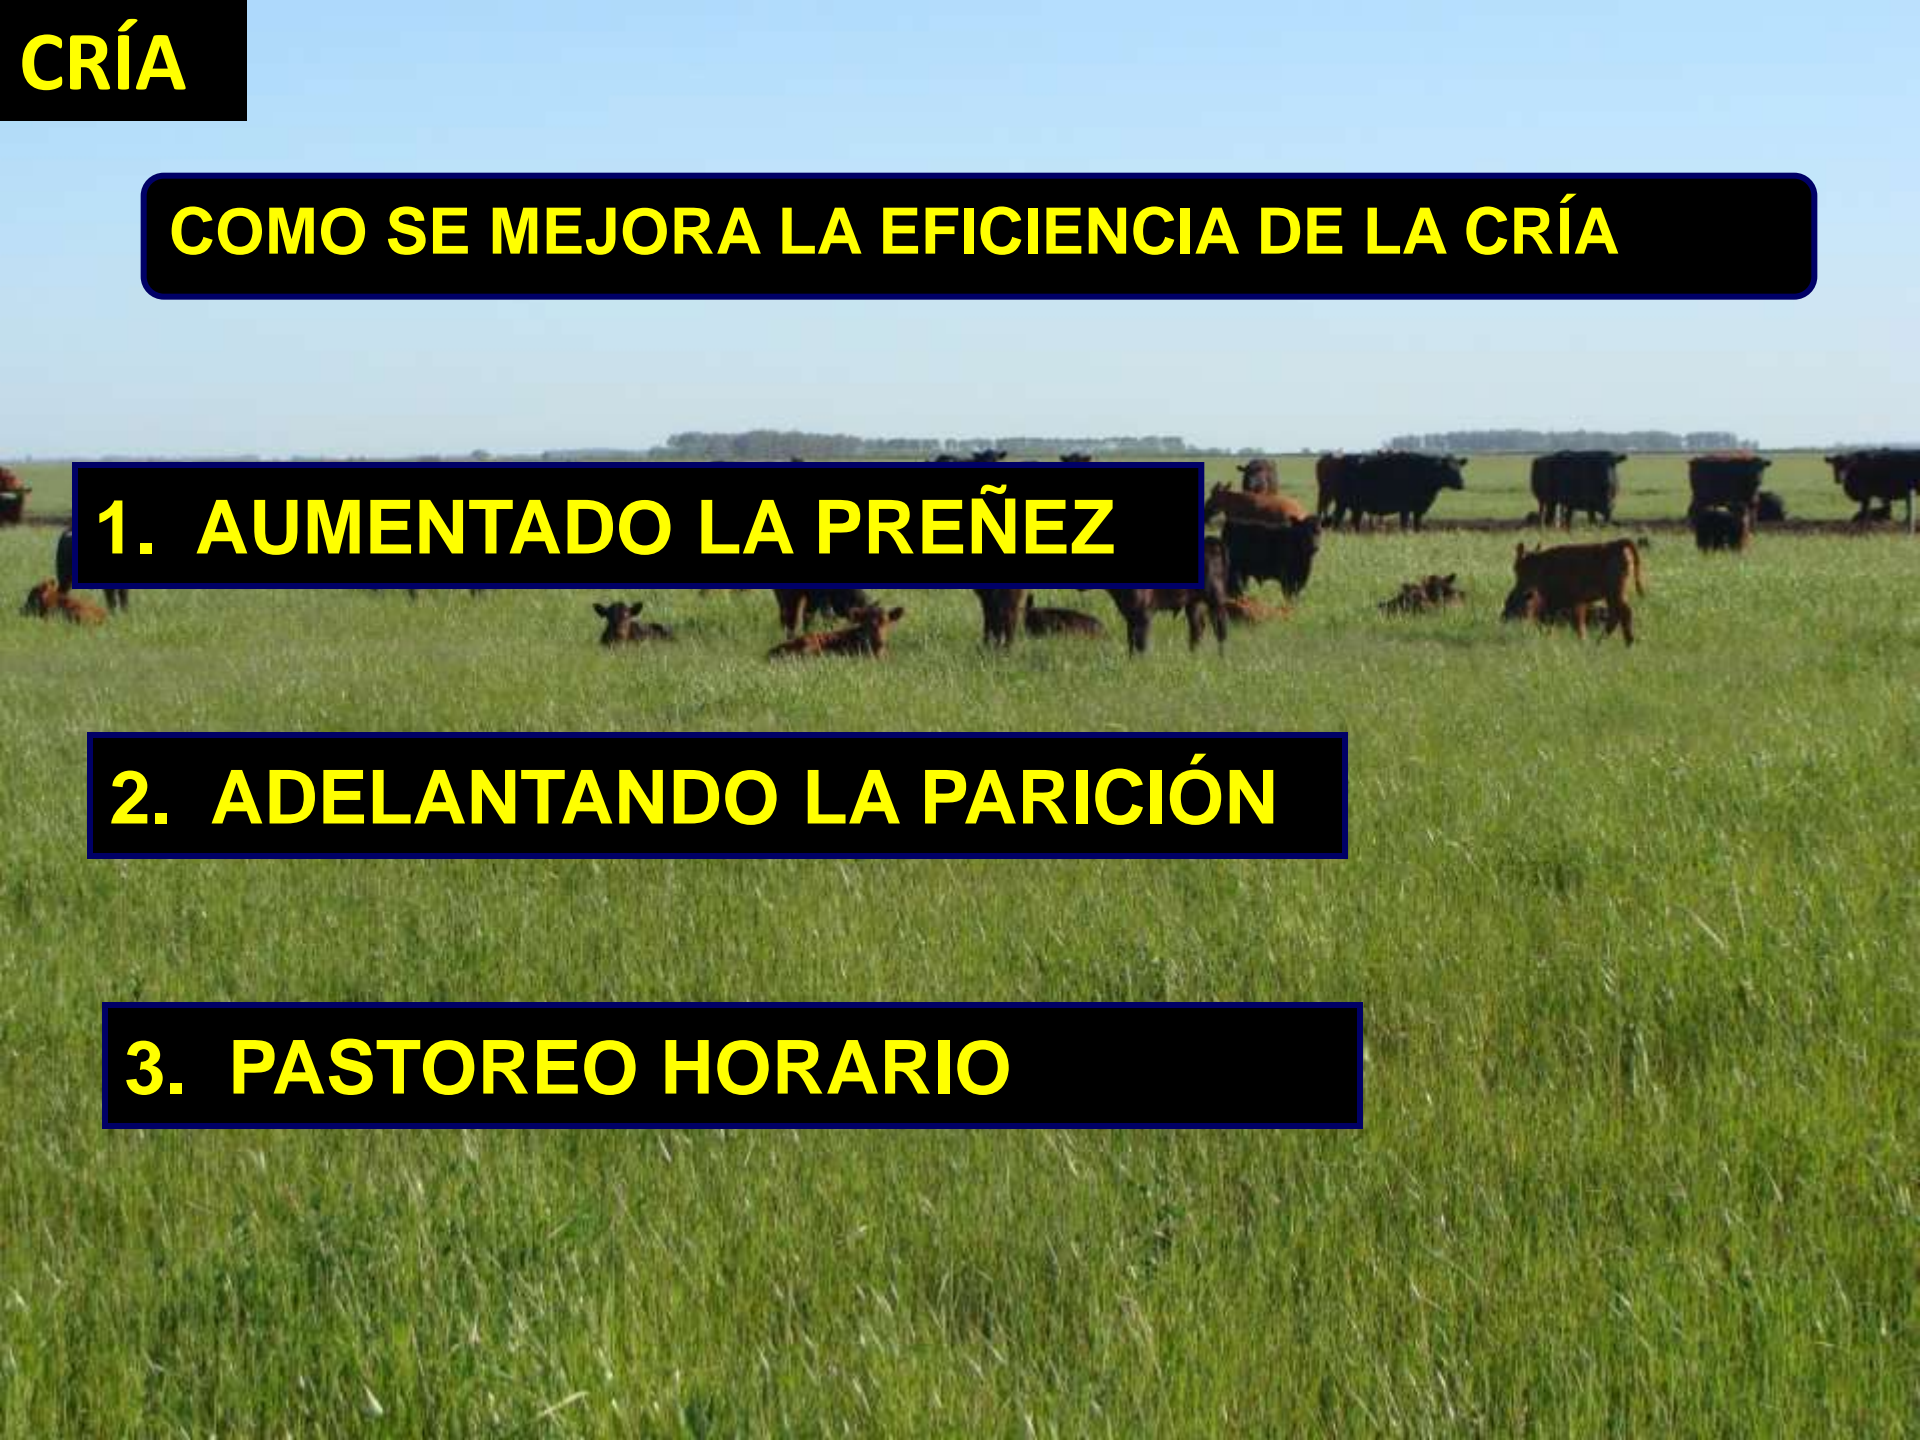 CRÍA
COMO SE MEJORA LA EFICIENCIA DE LA CRÍA
1. AUMENTADO LA PREÑEZ
2. ADELANTANDO LA PARICIÓN
3. PASTOREO HORARIO